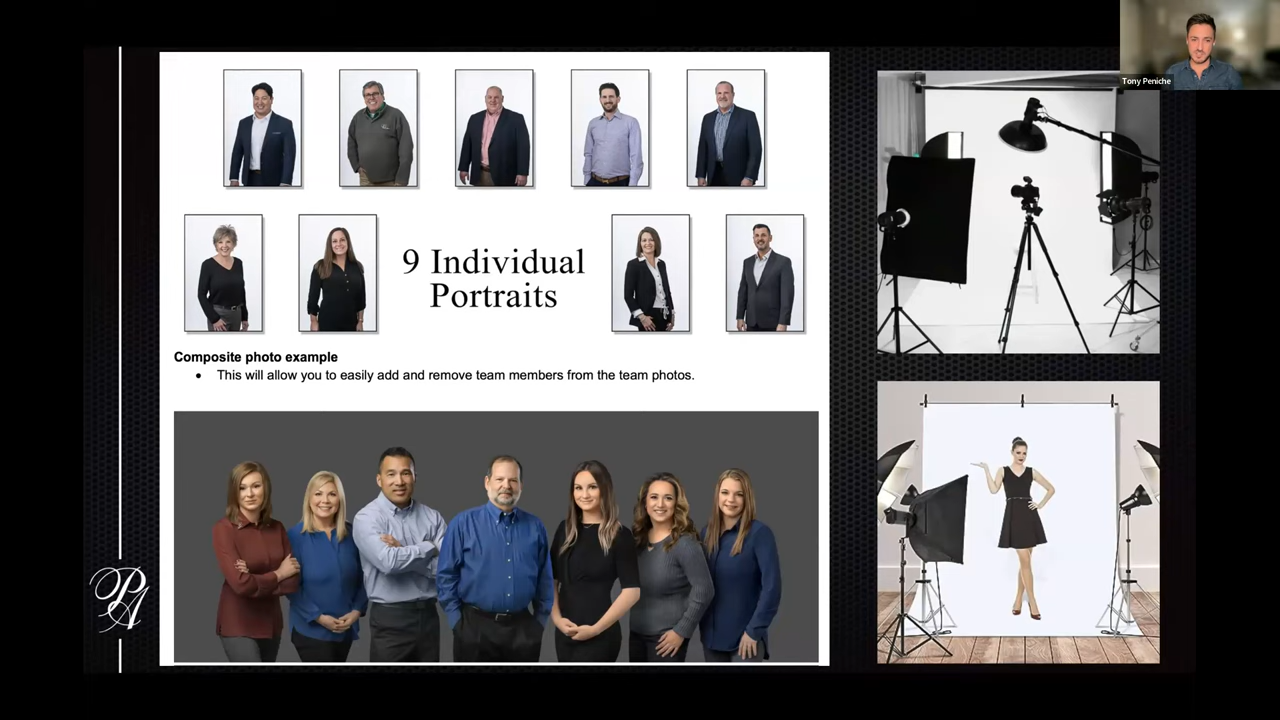 Tony Peniche
9 Individual
Portraits
Composite photo example
• This will allow you to easily add and remove team members from the team photos.
PA